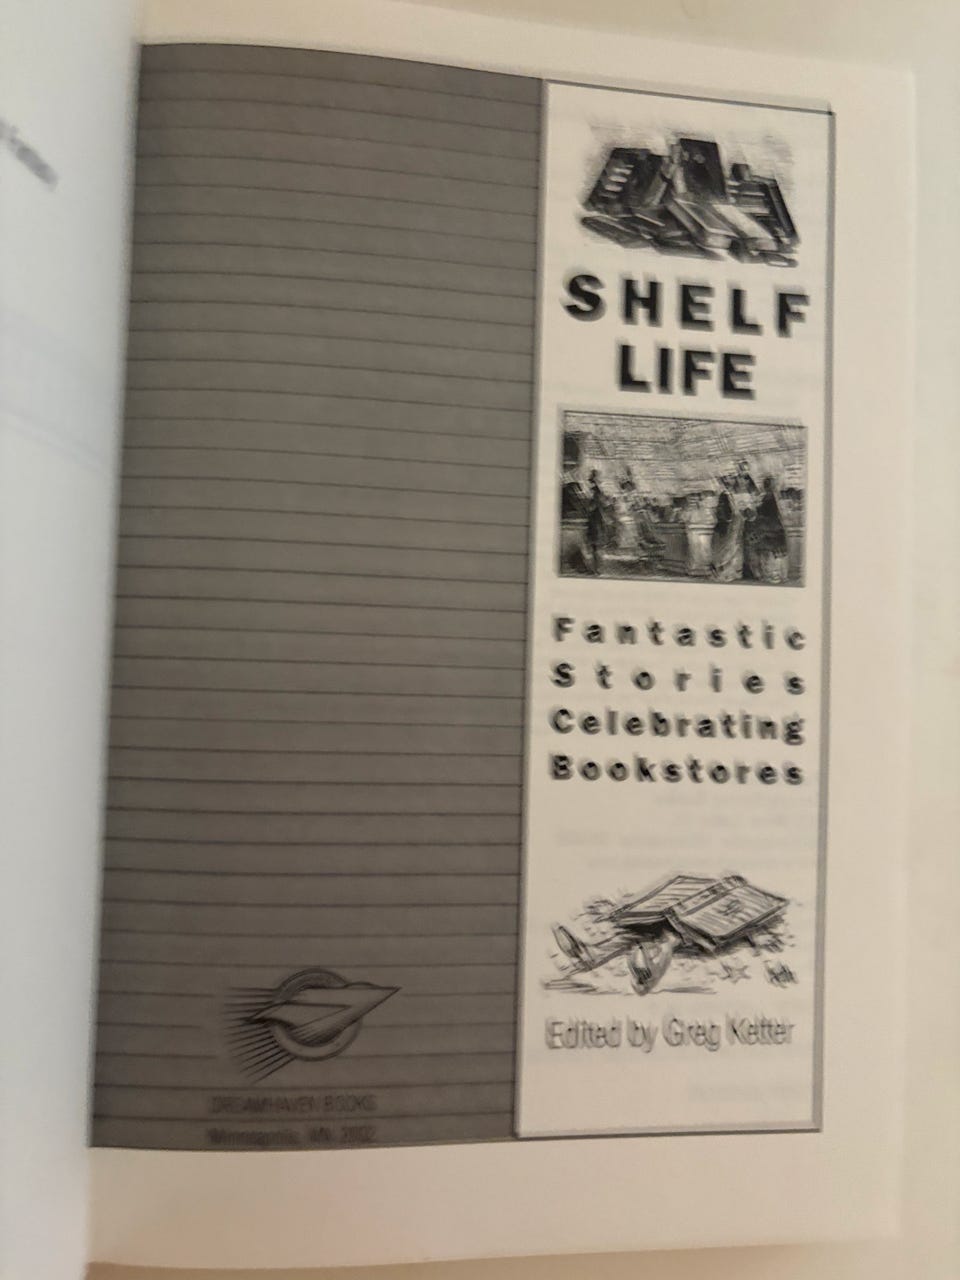 SHELF
LIFE
Fantastic
Stories
Celebrating
Bookstores
Edited by Greg Ketter
DREAMHAVEN BOOKS
Minneapolis, MN 2002